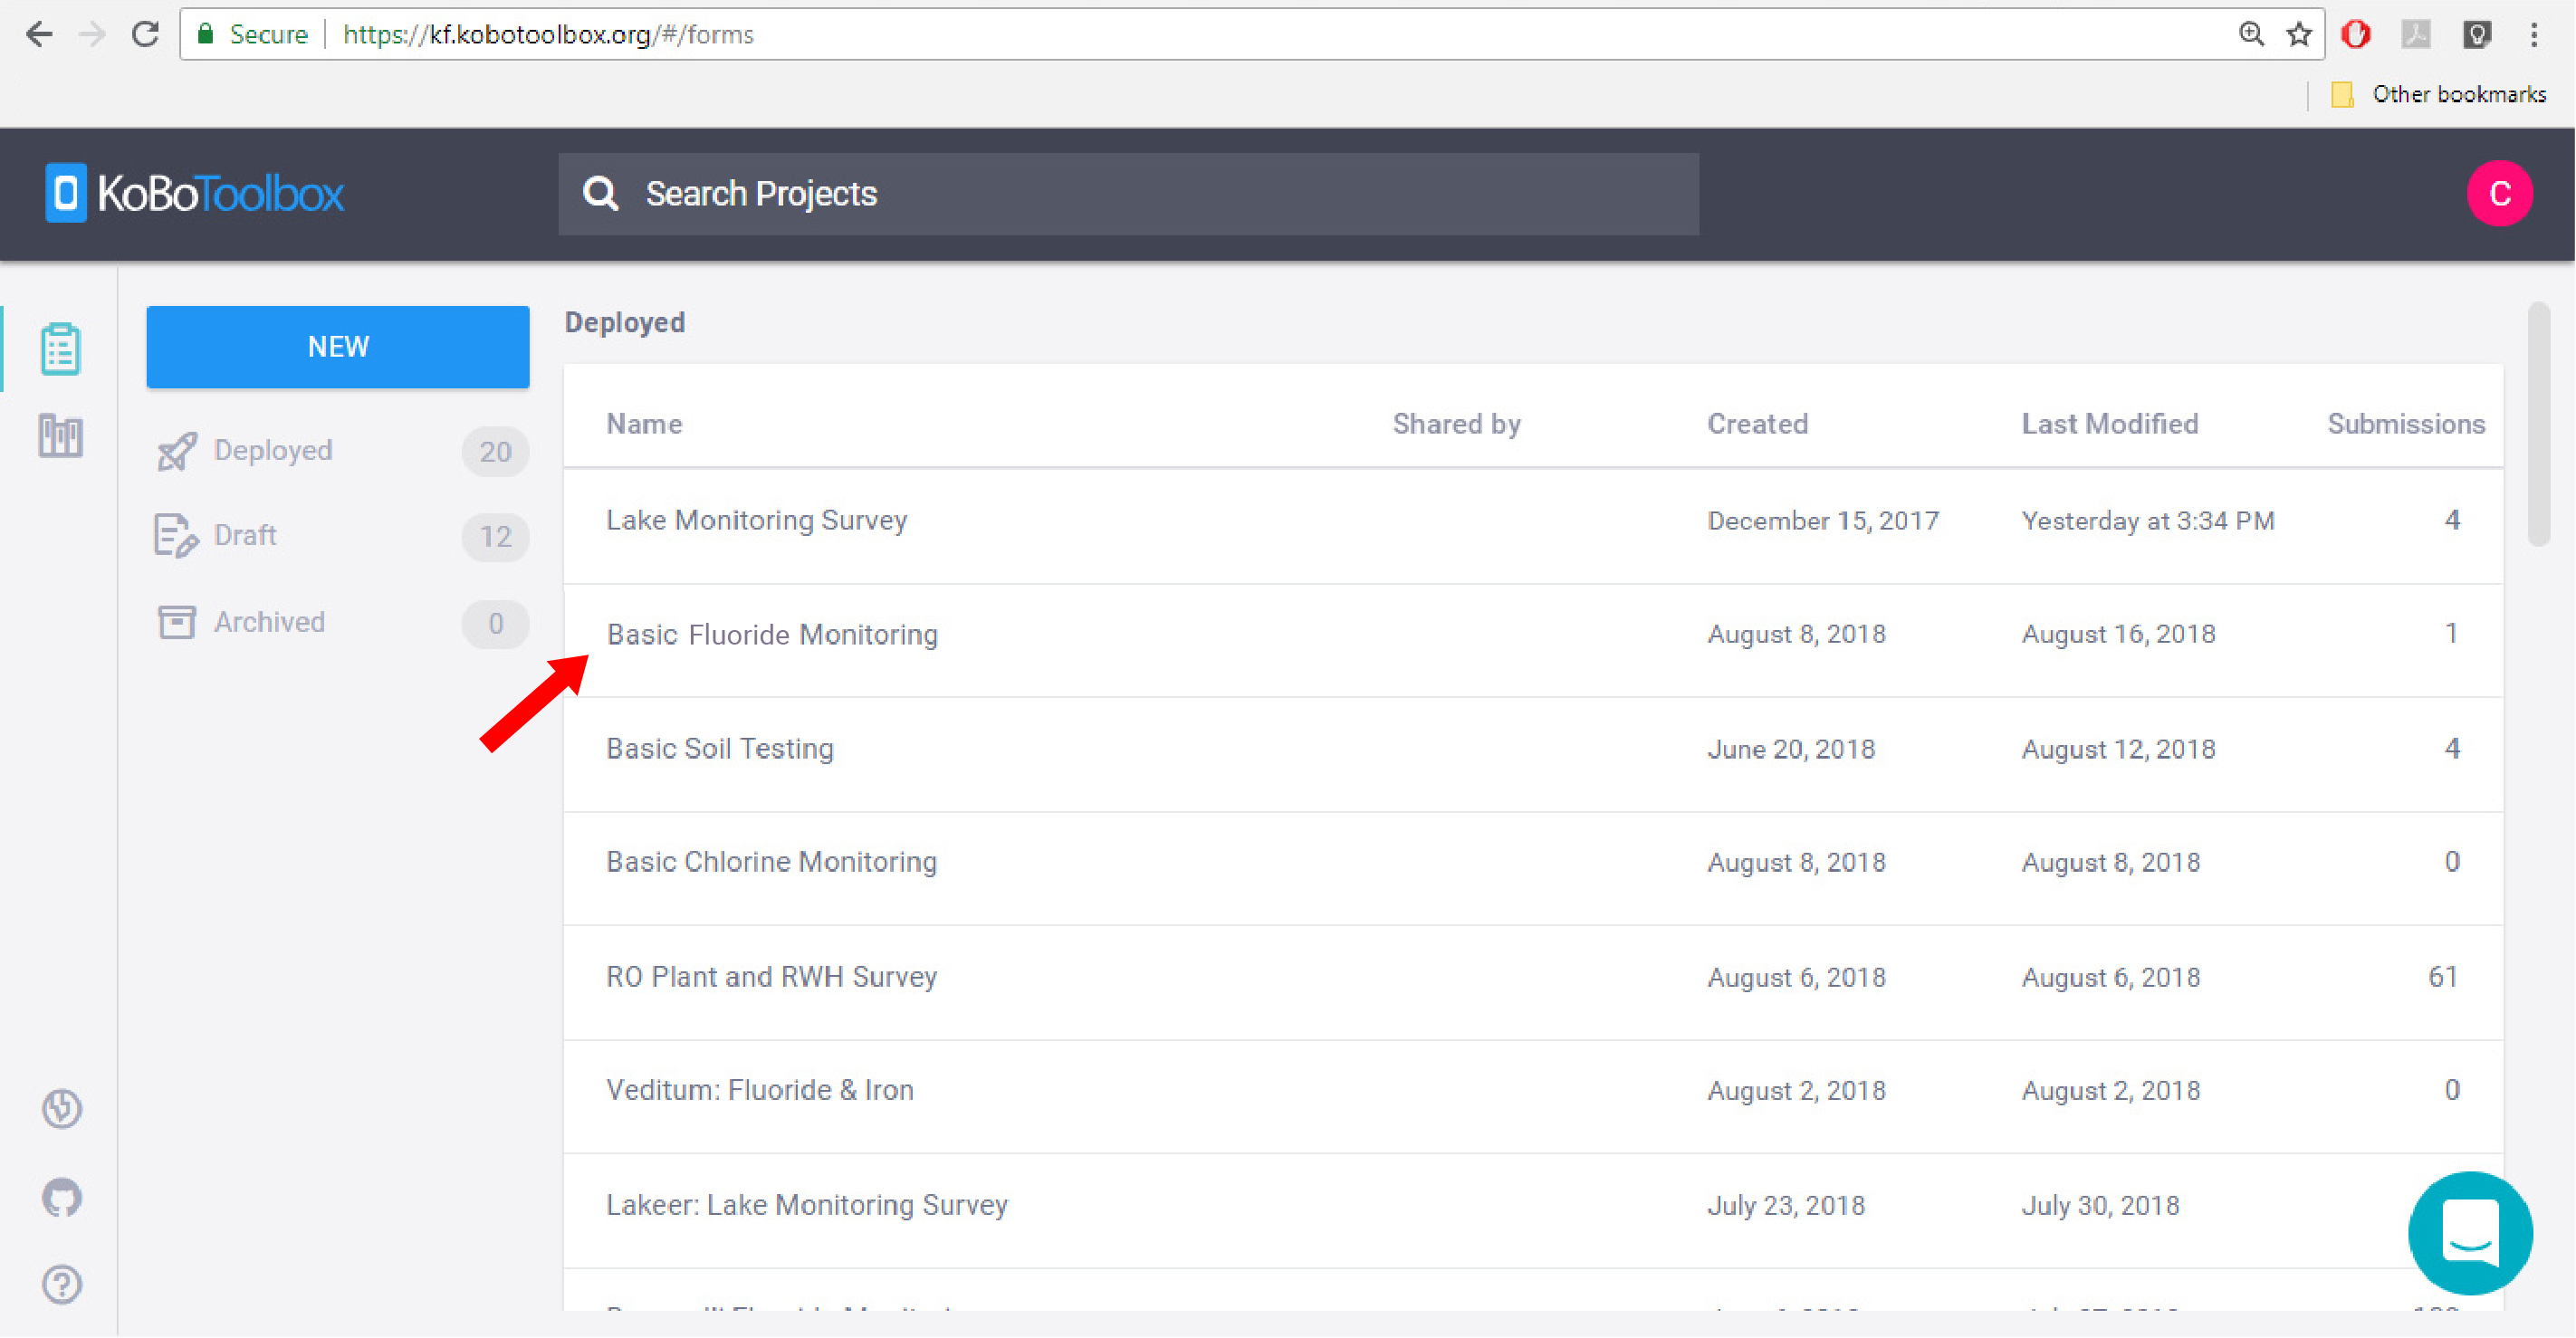 Secure https://kf.kobotoolbox.org/#/forms
Other bookmarks
KoBoToolbox Search Projects C
NEW
Deployed 20
Draft 12
Archived 0
Deployed
Name Shared by Created Last Modified Submissions
Lake Monitoring Survey December 15, 2017 Yesterday at 3:34 PM 4
Basic Fluoride Monitoring August 8, 2018 August 16, 2018 1
Basic Soil Testing June 20, 2018 August 12, 2018 4
Basic Chlorine Monitoring August 8, 2018 August 8, 2018 0
RO Plant and RWH Survey August 6, 2018 August 6, 2018 61
Veditum: Fluoride & Iron August 2, 2018 August 2, 2018 0
Lakeer: Lake Monitoring Survey July 23, 2018 July 30, 2018